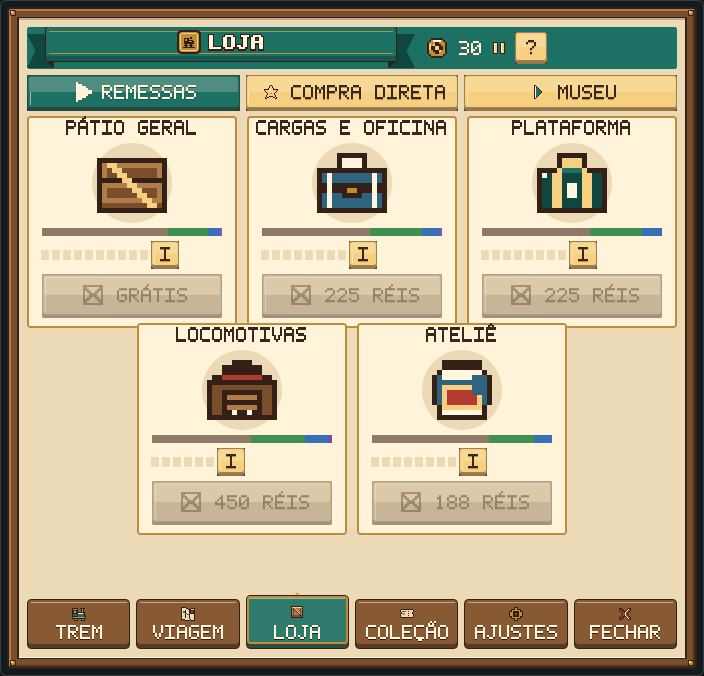 LOJA
30
?
REMESSAS
COMPRA DIRETA
MUSEU
PÁTIO GERAL
CARGAS E OFICINA
PLATAFORMA
I
I
I
GRÁTIS
225 RÉIS
225 RÉIS
LOCOMOTIVAS
ATELIÊ
I
I
450 RÉIS
188 RÉIS
TREM
VIAGEM
LOJA
COLEÇÃO
AJUSTES
FECHAR